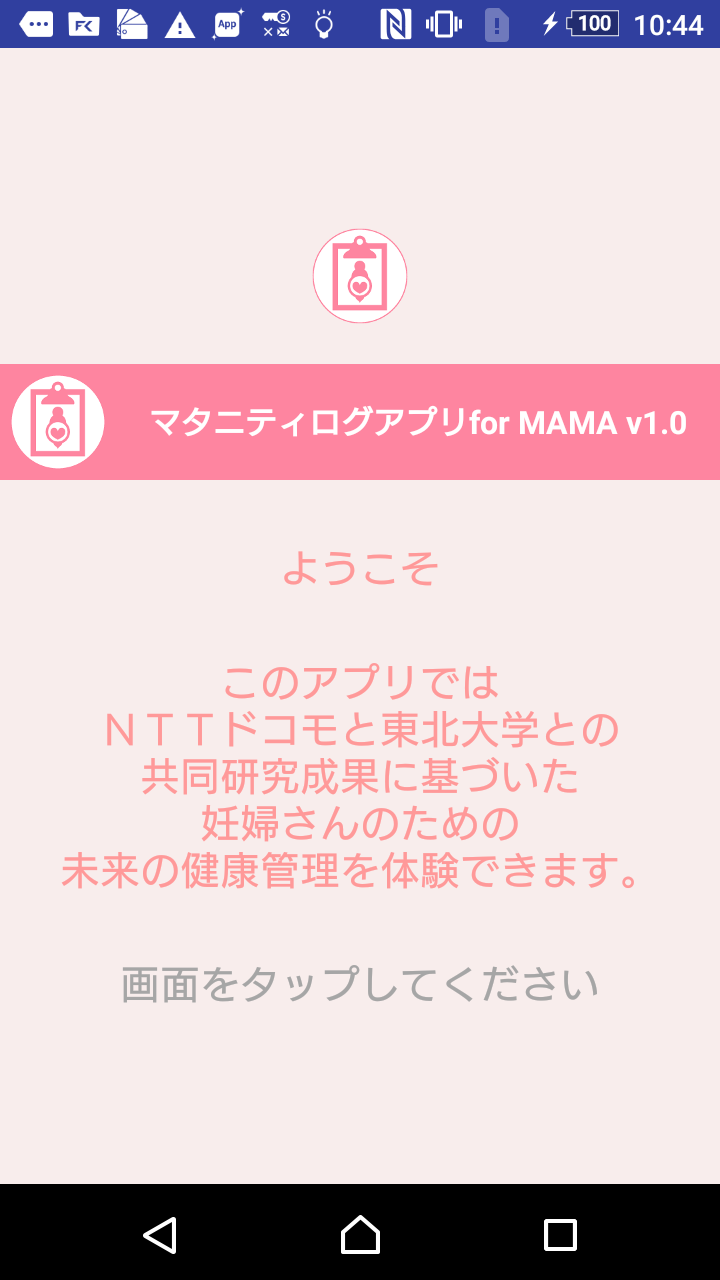 App
100
10:44
マタニティログアプリfor MAMA v1.0
ようこそ
このアプリでは
ＮＴＴドコモと東北大学との
共同研究成果に基づいた
妊婦さんのための
未来の健康管理を体験できます。
画面をタップしてください